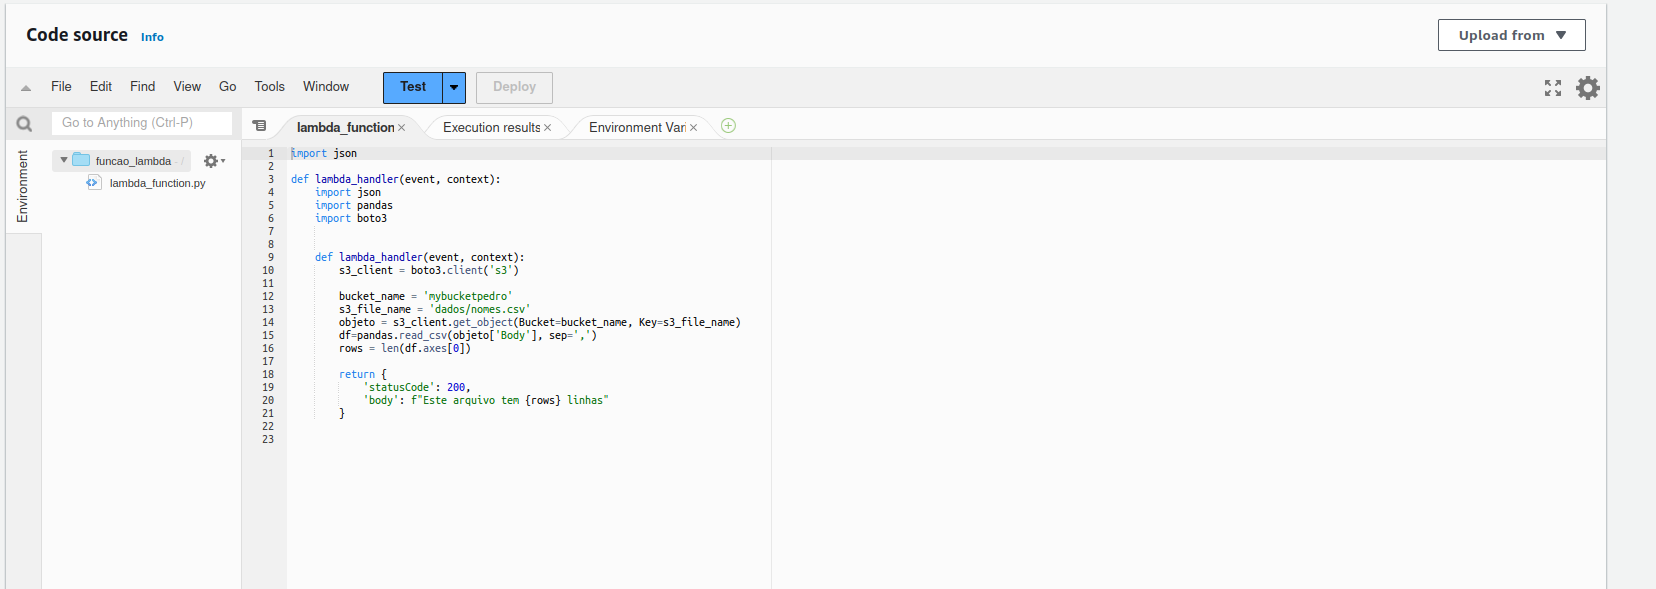 Code source Info
Upload from
File Edit Find View Go Tools Window Test Deploy
Go to Anything (Ctrl-P)
lambda_function Execution results Environment Vari
Environment
funcao_lambda - /
lambda_function.py
1 import json
2
3 def lambda_handler(event, context):
4 import json
5 import pandas
6 import boto3
7
8
9 def lambda_handler(event, context):
10 s3_client = boto3.client('s3')
11
12 bucket_name = 'mybucketpedro'
13 s3_file_name = 'dados/nomes.csv'
14 objeto = s3_client.get_object(Bucket=bucket_name, Key=s3_file_name)
15 df=pandas.read_csv(objeto['Body'], sep=',')
16 rows = len(df.axes[0])
17
18 return {
19 'statusCode': 200,
20 'body': f"Este arquivo tem {rows} linhas"
21 }
22
23